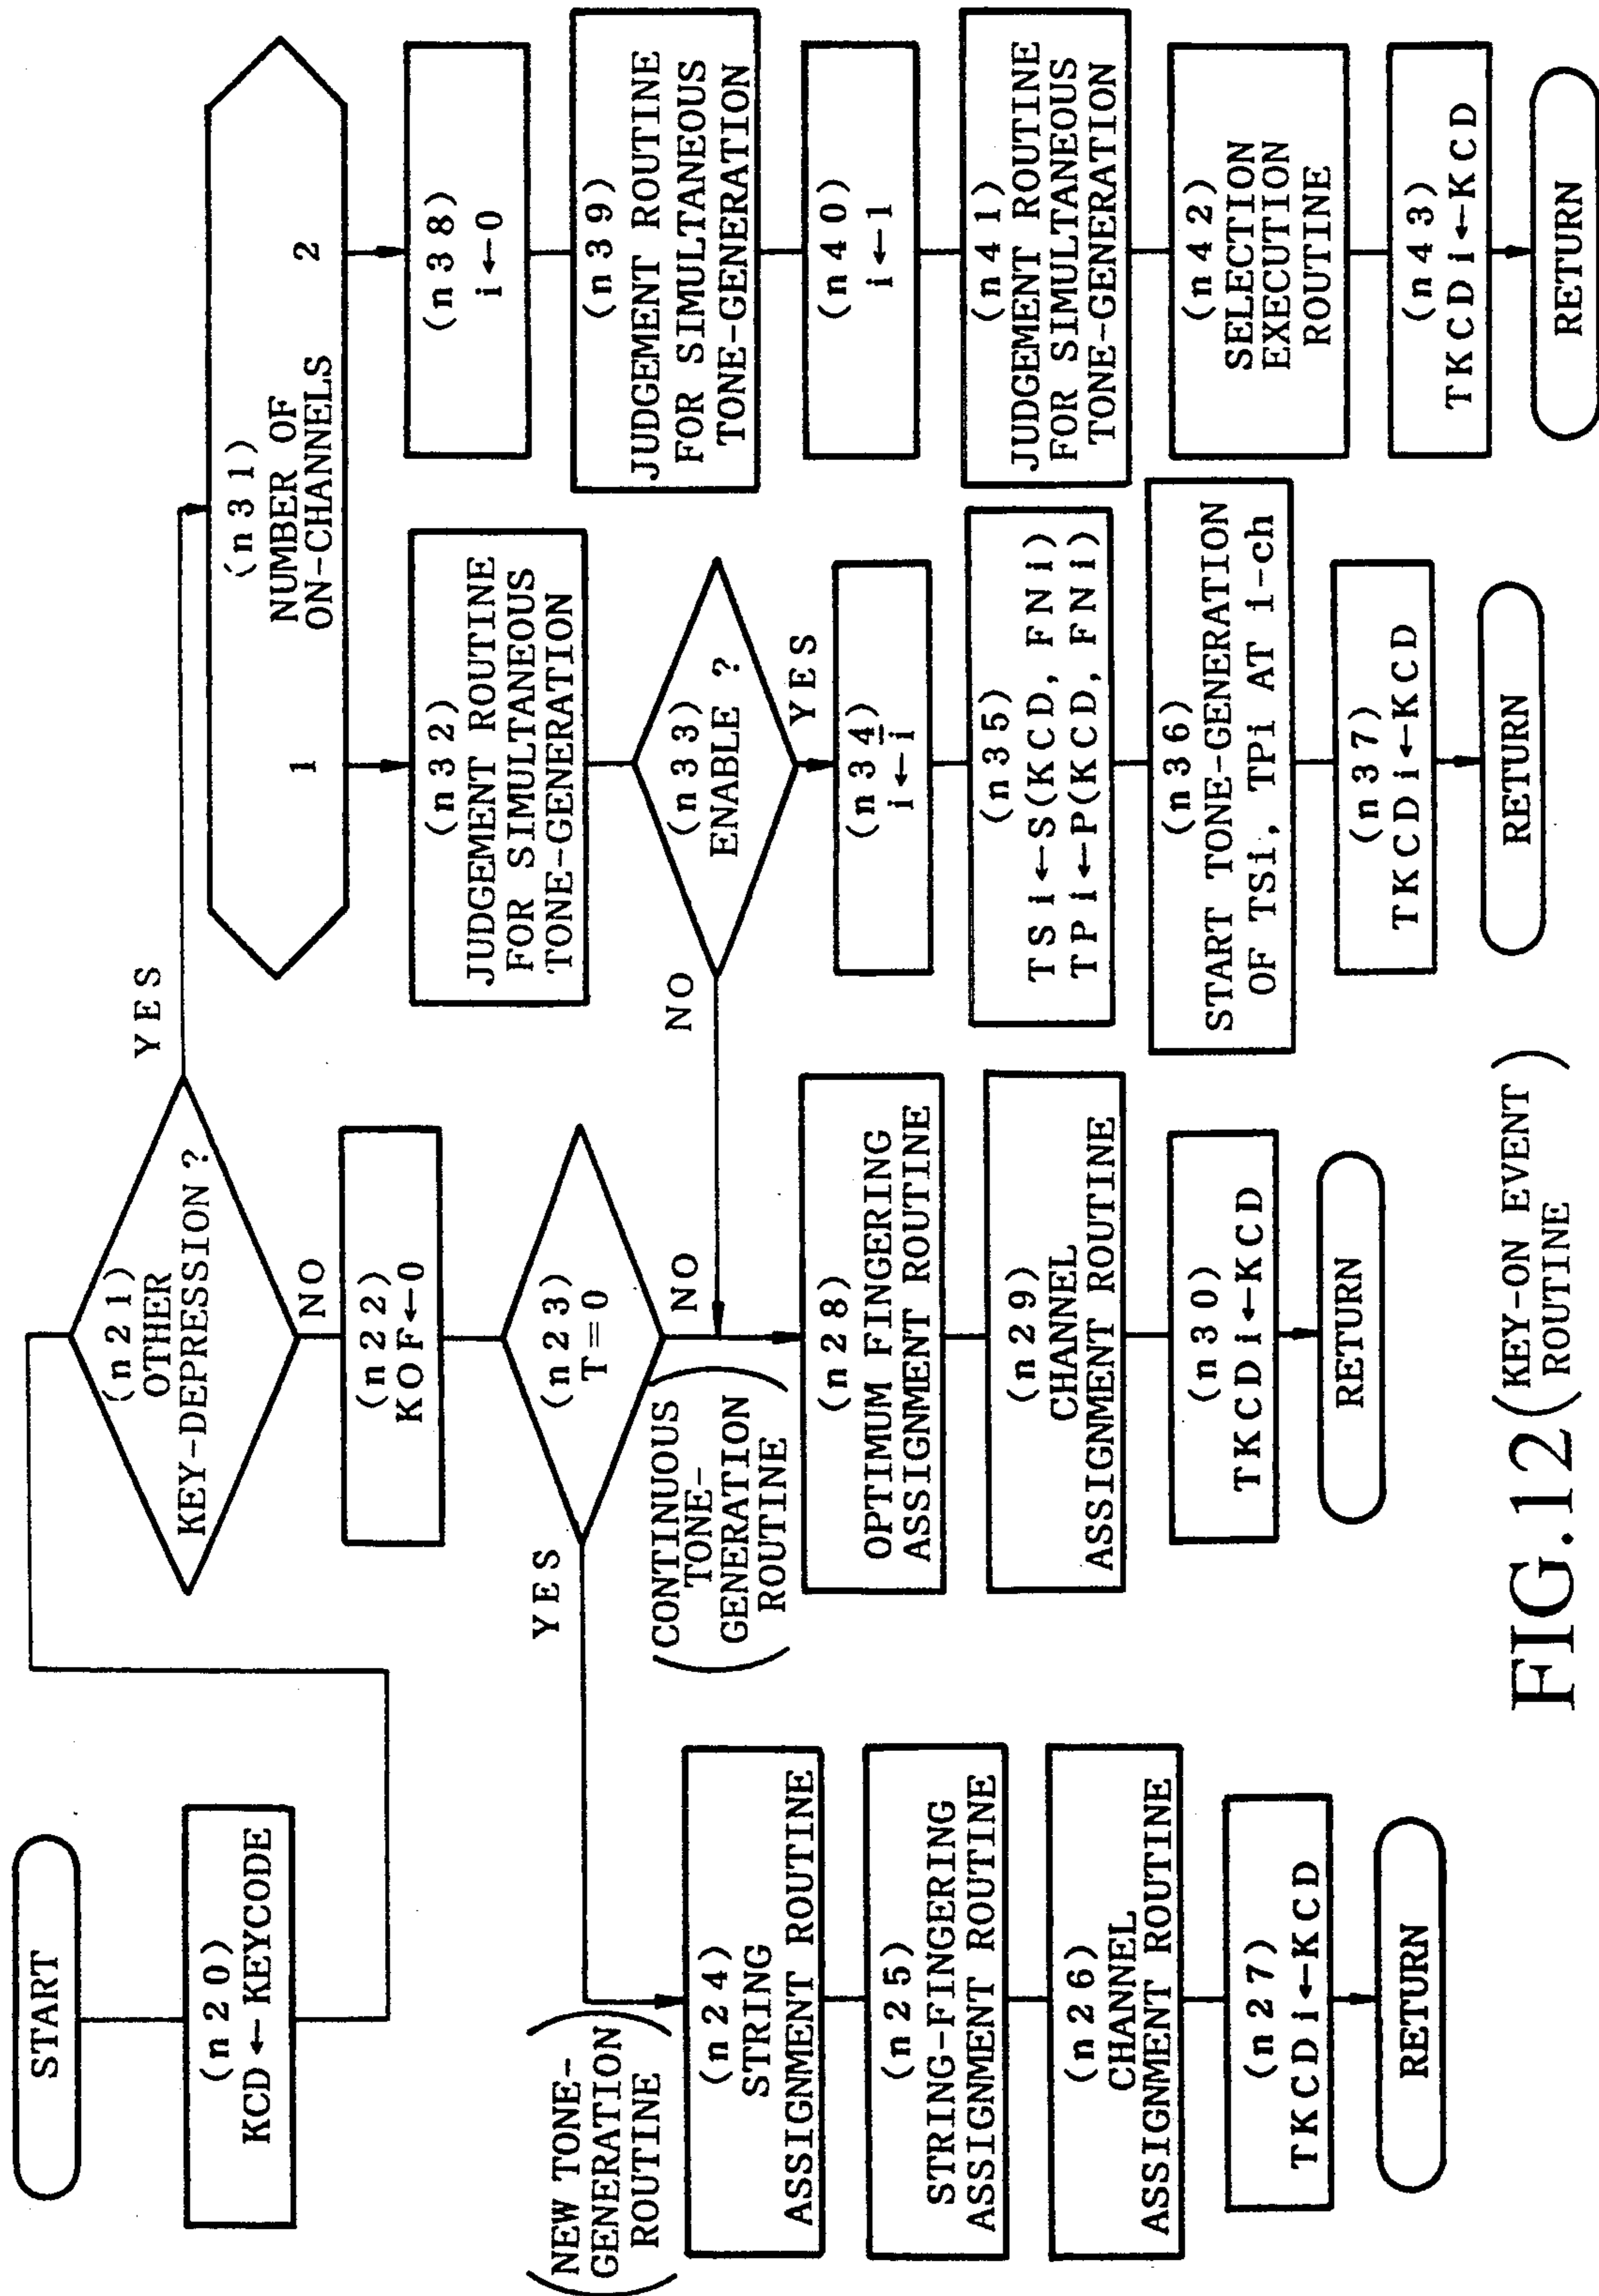 START
(n20)
KCD ← KEYCODE
(n21)
OTHER
KEY-DEPRESSION ?
YES
NO
(n22)
KOF←0
(n23)
T=0
YES
NO
(NEW TONE-
GENERATION
ROUTINE)
(n24)
STRING
ASSIGNMENT ROUTINE
(n25)
STRING-FINGERING
ASSIGNMENT ROUTINE
(n26)
CHANNEL
ASSIGNMENT ROUTINE
(n27)
TKCDi←KCD
RETURN
(CONTINUOUS
TONE-
GENERATION
ROUTINE)
(n28)
OPTIMUM FINGERING
ASSIGNMENT ROUTINE
(n29)
CHANNEL
ASSIGNMENT ROUTINE
(n30)
TKCDi←KCD
RETURN
(n31)
NUMBER OF
ON-CHANNELS
1
2
(n32)
JUDGEMENT ROUTINE
FOR SIMULTANEOUS
TONE-GENERATION
(n33)
ENABLE ?
NO
YES
(n34)
i←i̅
(n35)
TSi←S(KCD, FNi)
TPi←P(KCD, FNi)
(n36)
START TONE-GENERATION
OF TSi, TPi AT i-ch
(n37)
TKCDi←KCD
RETURN
(n38)
i←0
(n39)
JUDGEMENT ROUTINE
FOR SIMULTANEOUS
TONE-GENERATION
(n40)
i←1
(n41)
JUDGEMENT ROUTINE
FOR SIMULTANEOUS
TONE-GENERATION
(n42)
SELECTION
EXECUTION
ROUTINE
(n43)
TKCDi←KCD
RETURN
FIG.12 (KEY-ON EVENT
ROUTINE)